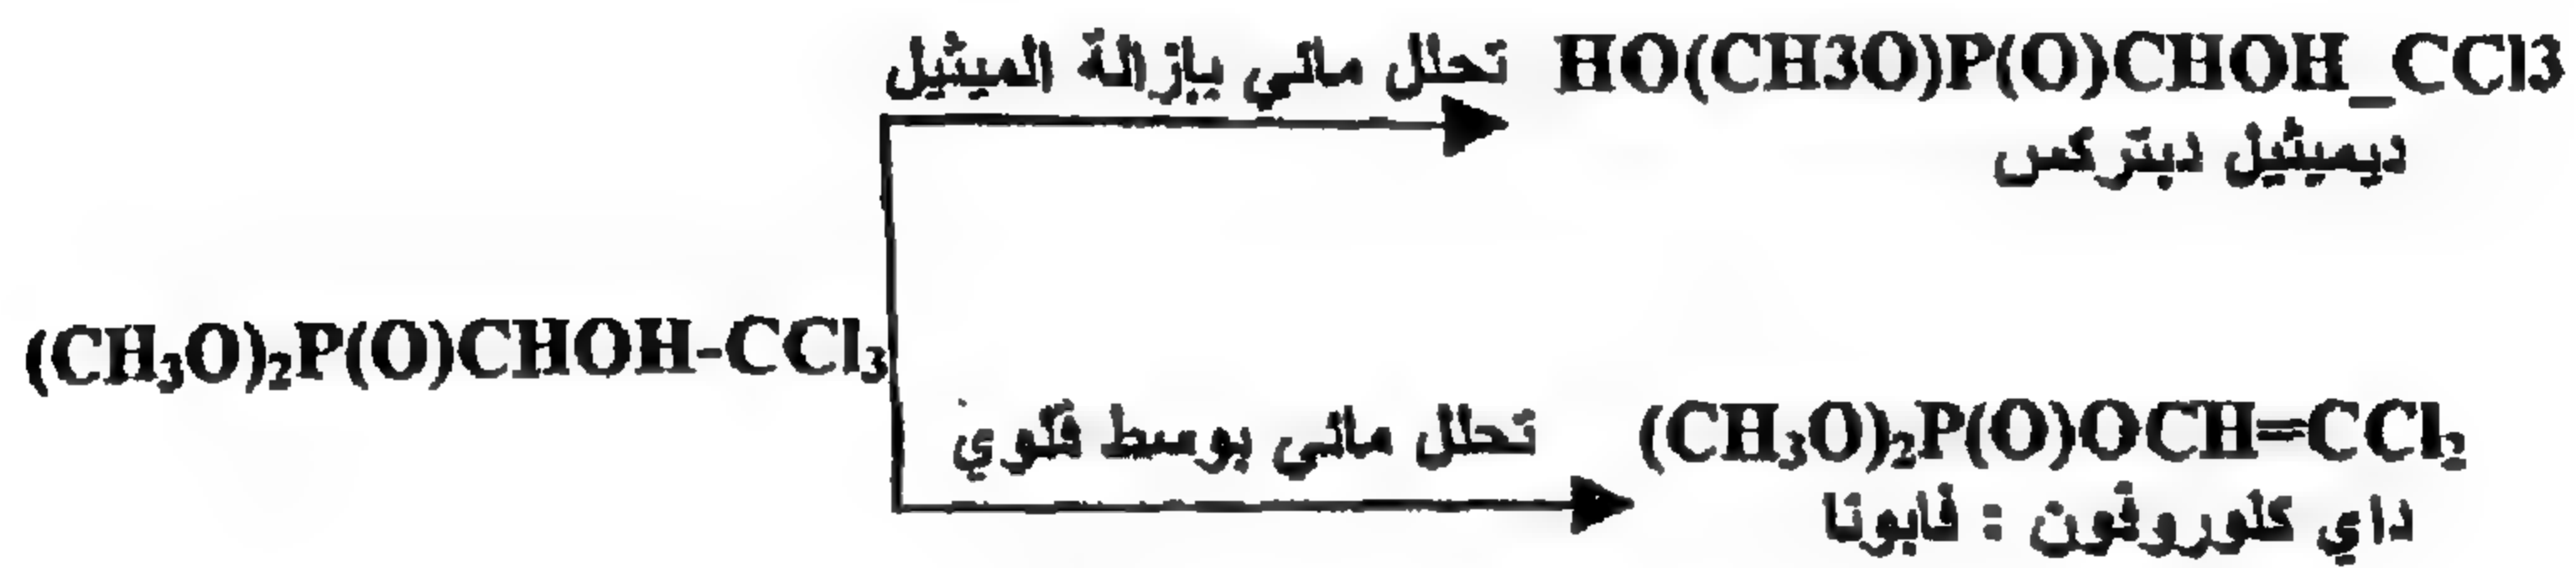 تحلل مائي بإزالة الميثيل HO(CH3O)P(O)CHOH_CCl3
ديميثيل دبتركس
(CH₃O)₂P(O)CHOH-CCl₃
تحلل مائي بوسط قلوي (CH₃O)₂P(O)OCH=CCl₂
داي كلوروفون : فابونا